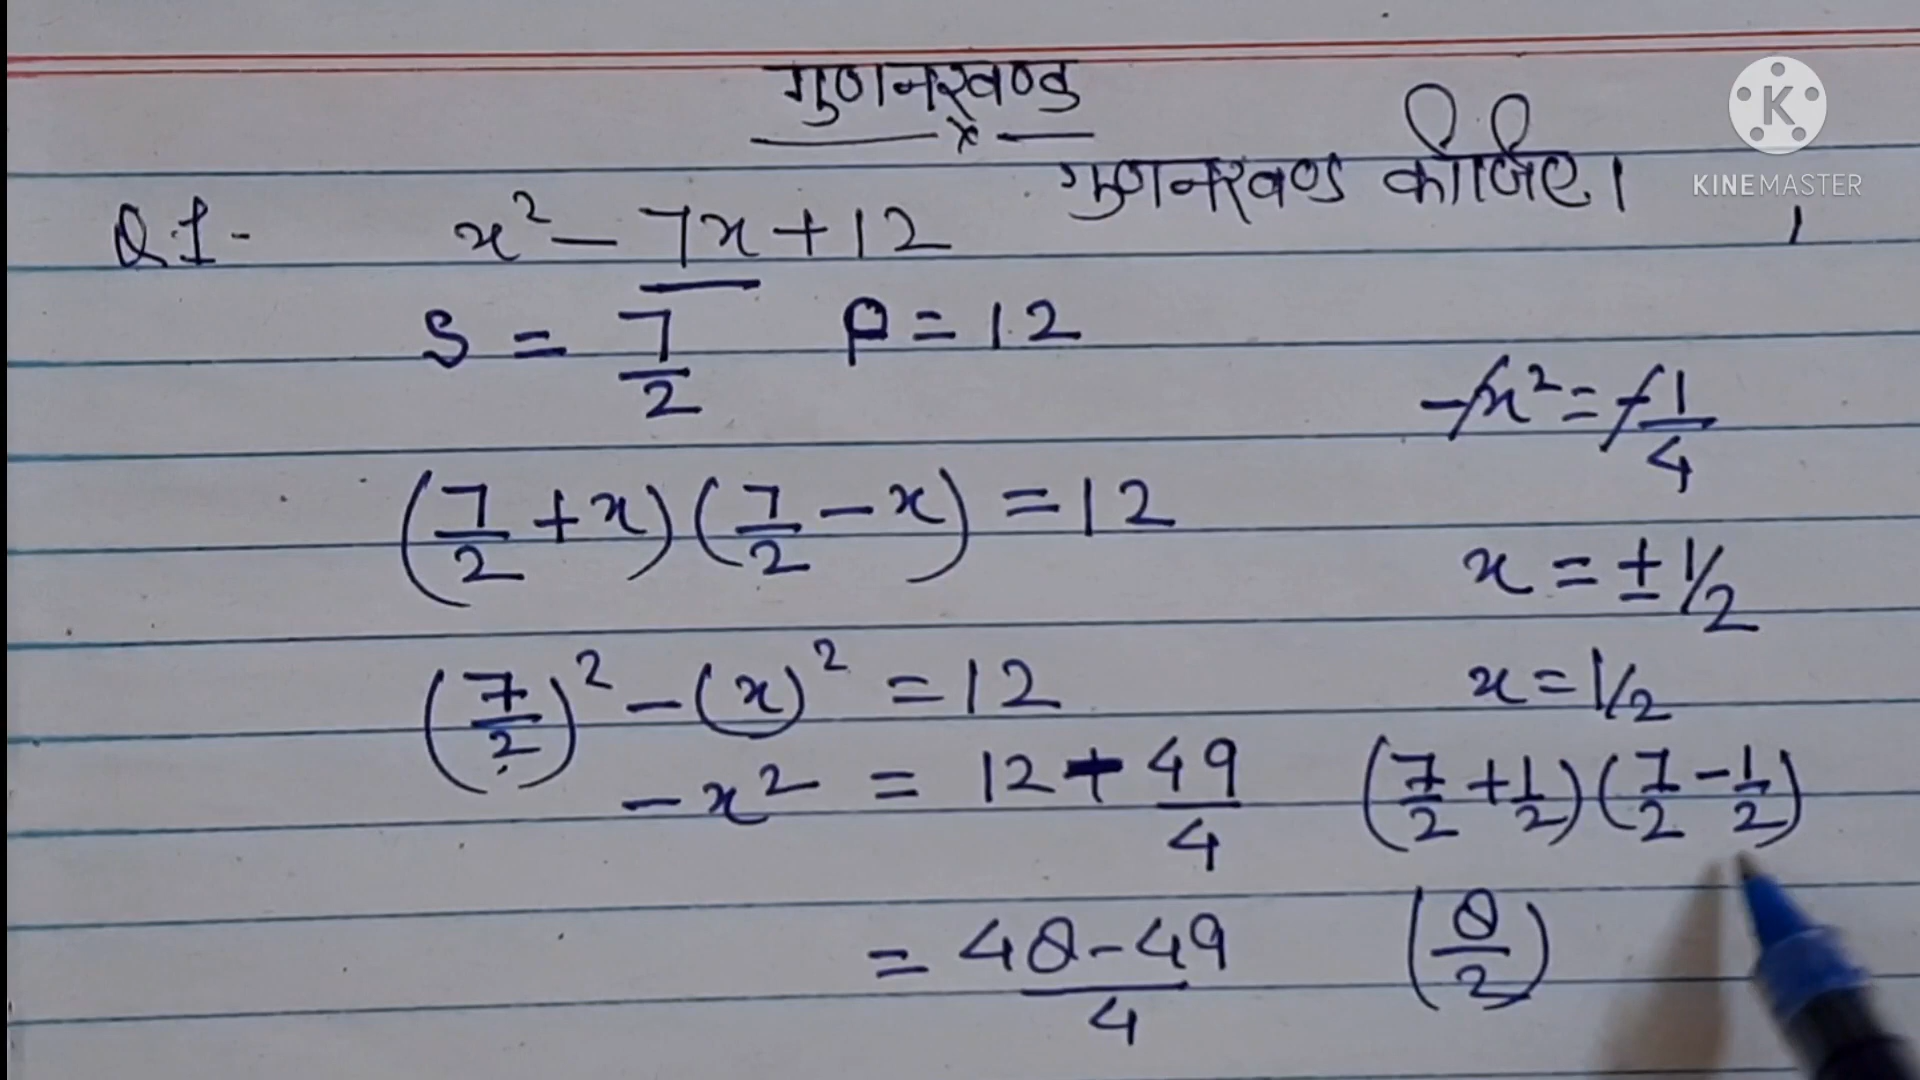 गुणनखण्ड
x
गुणनखण्ड कीजिए।
KINEMASTER
Q1- x² - 7x + 12
S = 7/2 P = 12
(7/2 + x) (7/2 - x) = 12
(7/2)² - (x)² = 12
-x² = 12 - 49/4
= 48 - 49/4
-x² = -1/4
x = ± 1/2
x = 1/2
(7/2 + 1/2) (7/2 - 1/2)
(8/2)